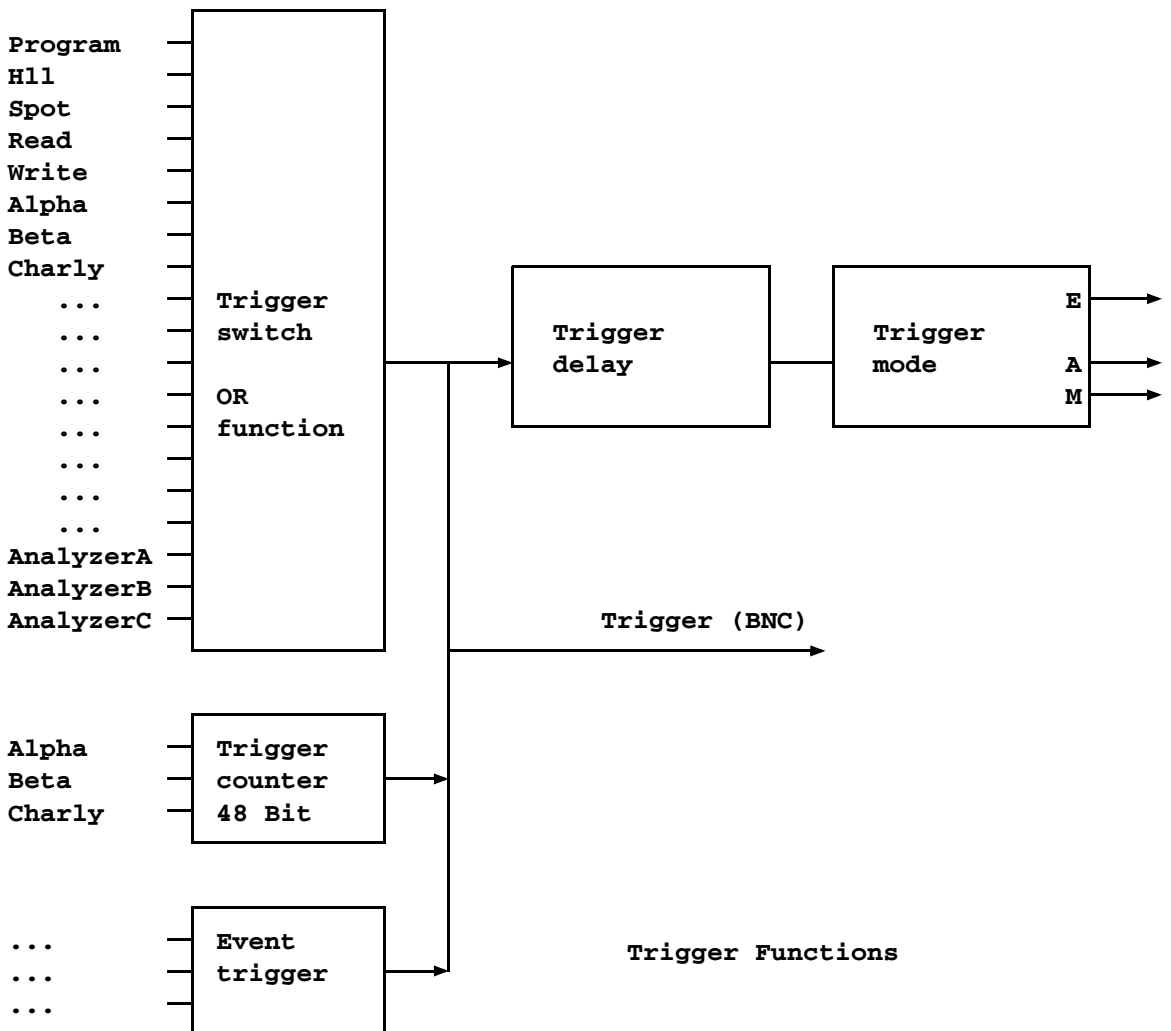 Program
Hll
Spot
Read
Write
Alpha
Beta
Charly
...
...
...
...
...
...
...
...
AnalyzerA
AnalyzerB
AnalyzerC
Trigger
switch
OR
function
Trigger
delay
Trigger
mode
E
A
M
Trigger (BNC)
Alpha
Beta
Charly
Trigger
counter
48 Bit
...
...
...
Event
trigger
Trigger Functions